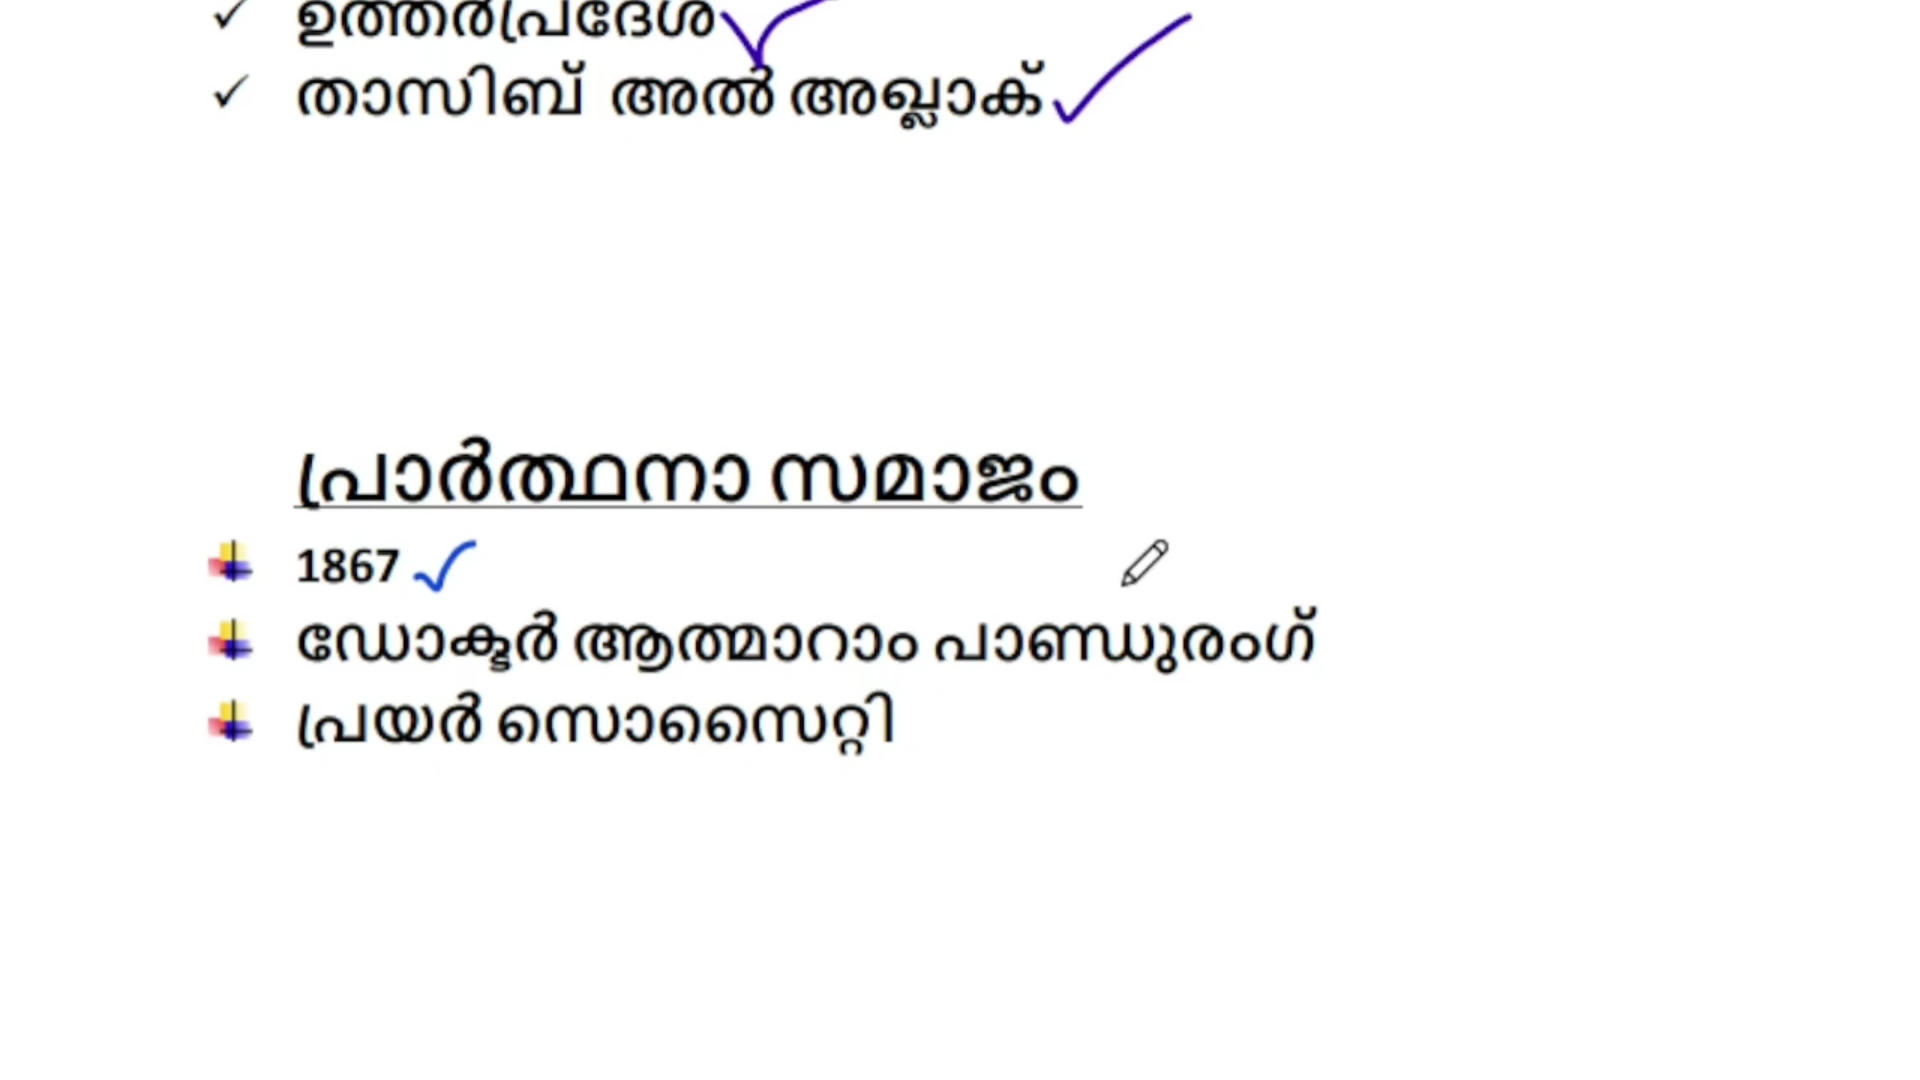 ഉത്തർപ്രദേശ്
താസിബ് അൽ അഖ്ലാക്
പ്രാർത്ഥനാ സമാജം
1867
ഡോക്ടർ ആത്മാറാം പാണ്ഡുരംഗ്
പ്രയർ സൊസൈറ്റി